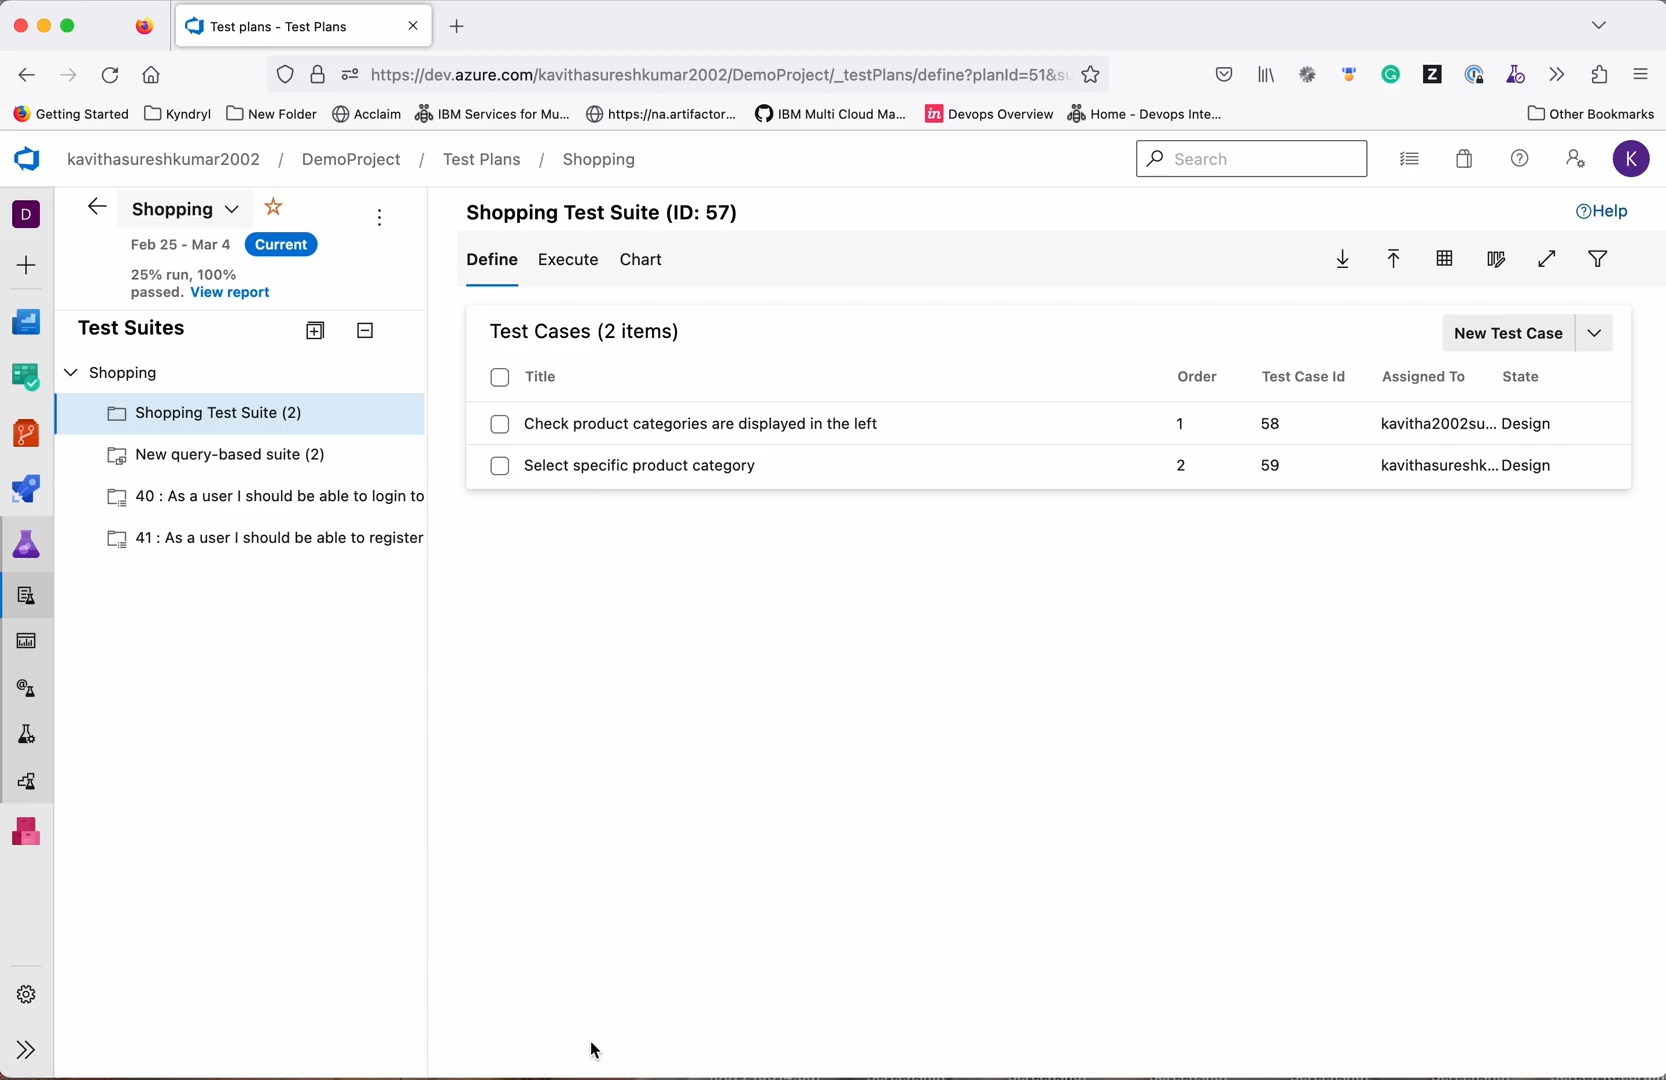 Test plans - Test Plans
https://dev.azure.com/kavithasureshkumar2002/DemoProject/_testPlans/define?planId=51&su
Getting Started
Kyndryl
New Folder
Acclaim
IBM Services for Mu...
https://na.artifactor...
IBM Multi Cloud Ma...
in
Devops Overview
Home - Devops Inte...
Other Bookmarks
kavithasureshkumar2002 / DemoProject / Test Plans / Shopping
Search
K
D
Shopping
Feb 25 - Mar 4 Current
25% run, 100%
passed. View report
Test Suites
Shopping
Shopping Test Suite (2)
New query-based suite (2)
40 : As a user I should be able to login to
41 : As a user I should be able to register
Shopping Test Suite (ID: 57)
Help
Define Execute Chart
Test Cases (2 items)
New Test Case
Title Order Test Case Id Assigned To State
Check product categories are displayed in the left 1 58 kavitha2002su... Design
Select specific product category 2 59 kavithasureshk... Design